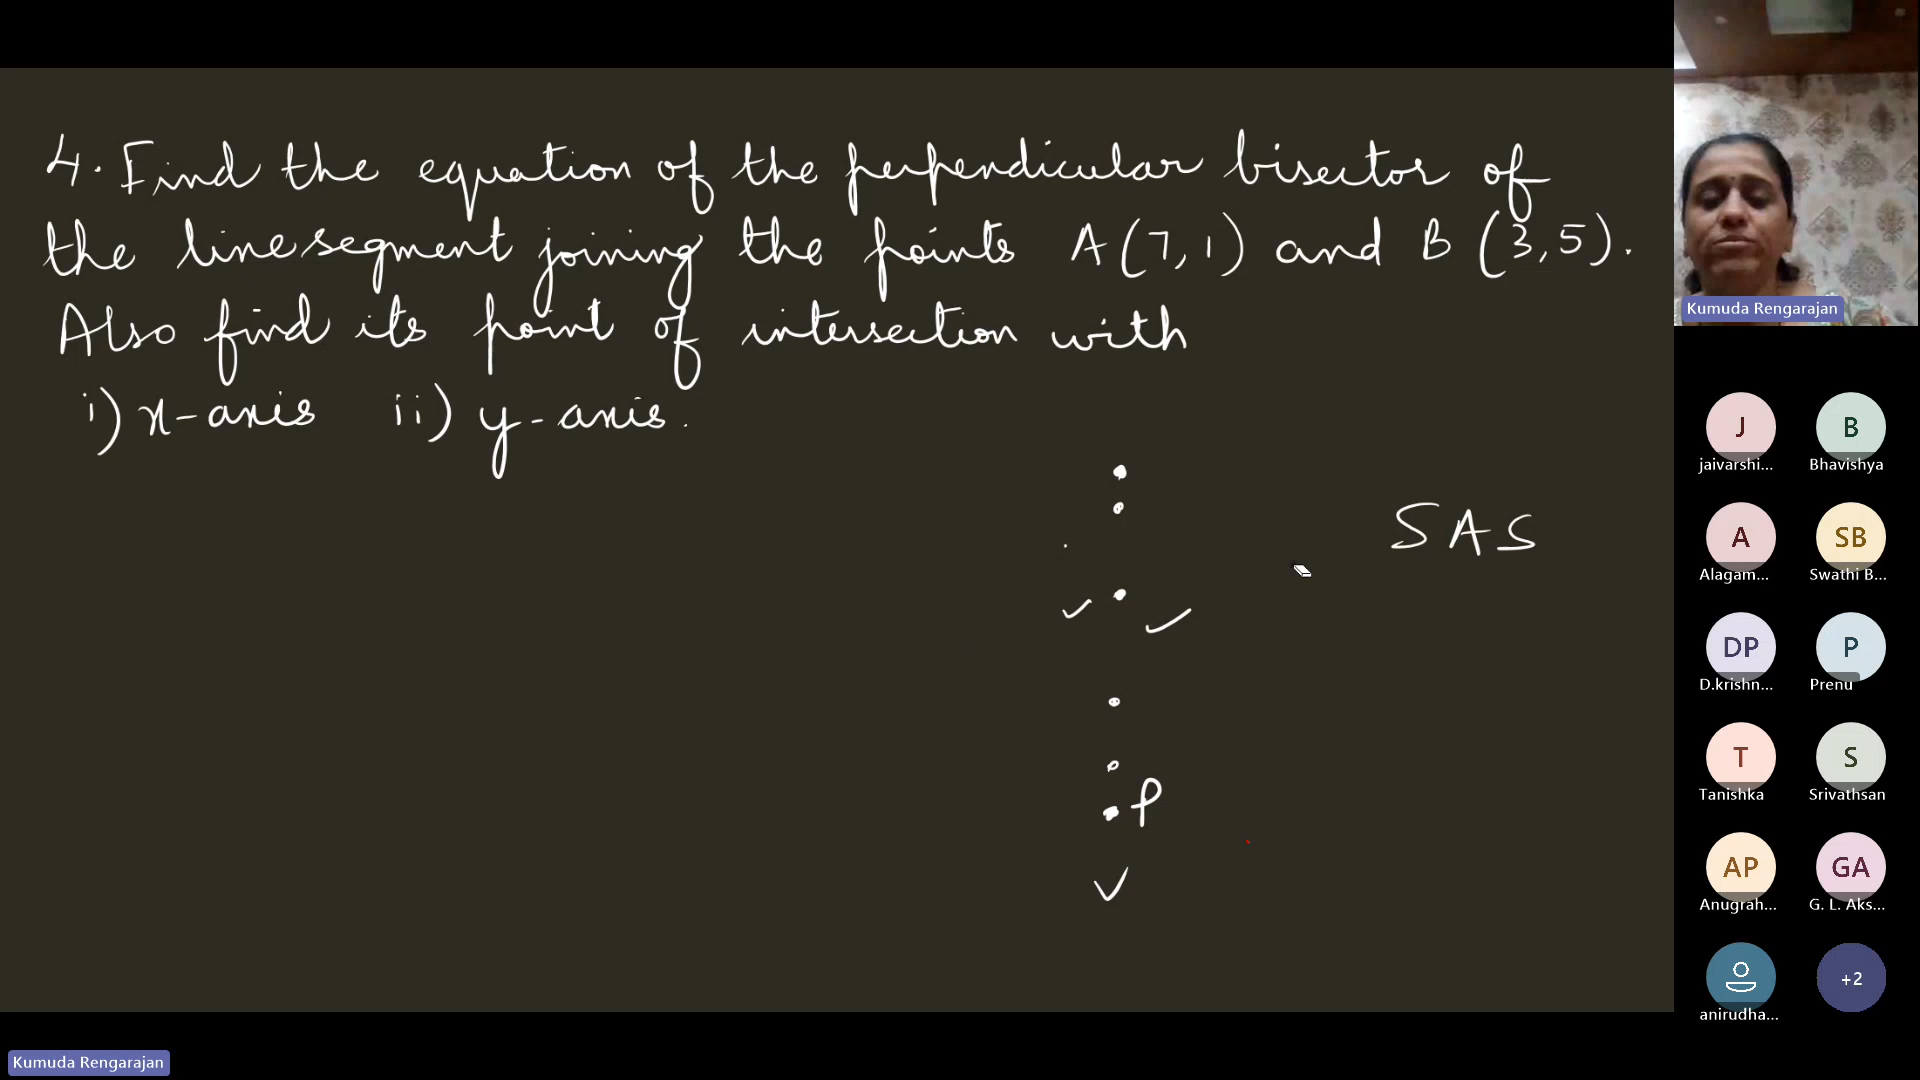 4. Find the equation of the perpendicular bisector of
the linesegment joining the points A(7,1) and B(3,5).
Also find its point of intersection with
i) x-axis ii) y-axis.
SAS
P
Kumuda Rengarajan
J B
jaivarshi... Bhavishya
A SB
Alagam... Swathi B...
DP P
D.krishn... Prenu
T S
Tanishka Srivathsan
AP GA
Anugrah... G. L. Aks...
+2
anirudha...
Kumuda Rengarajan